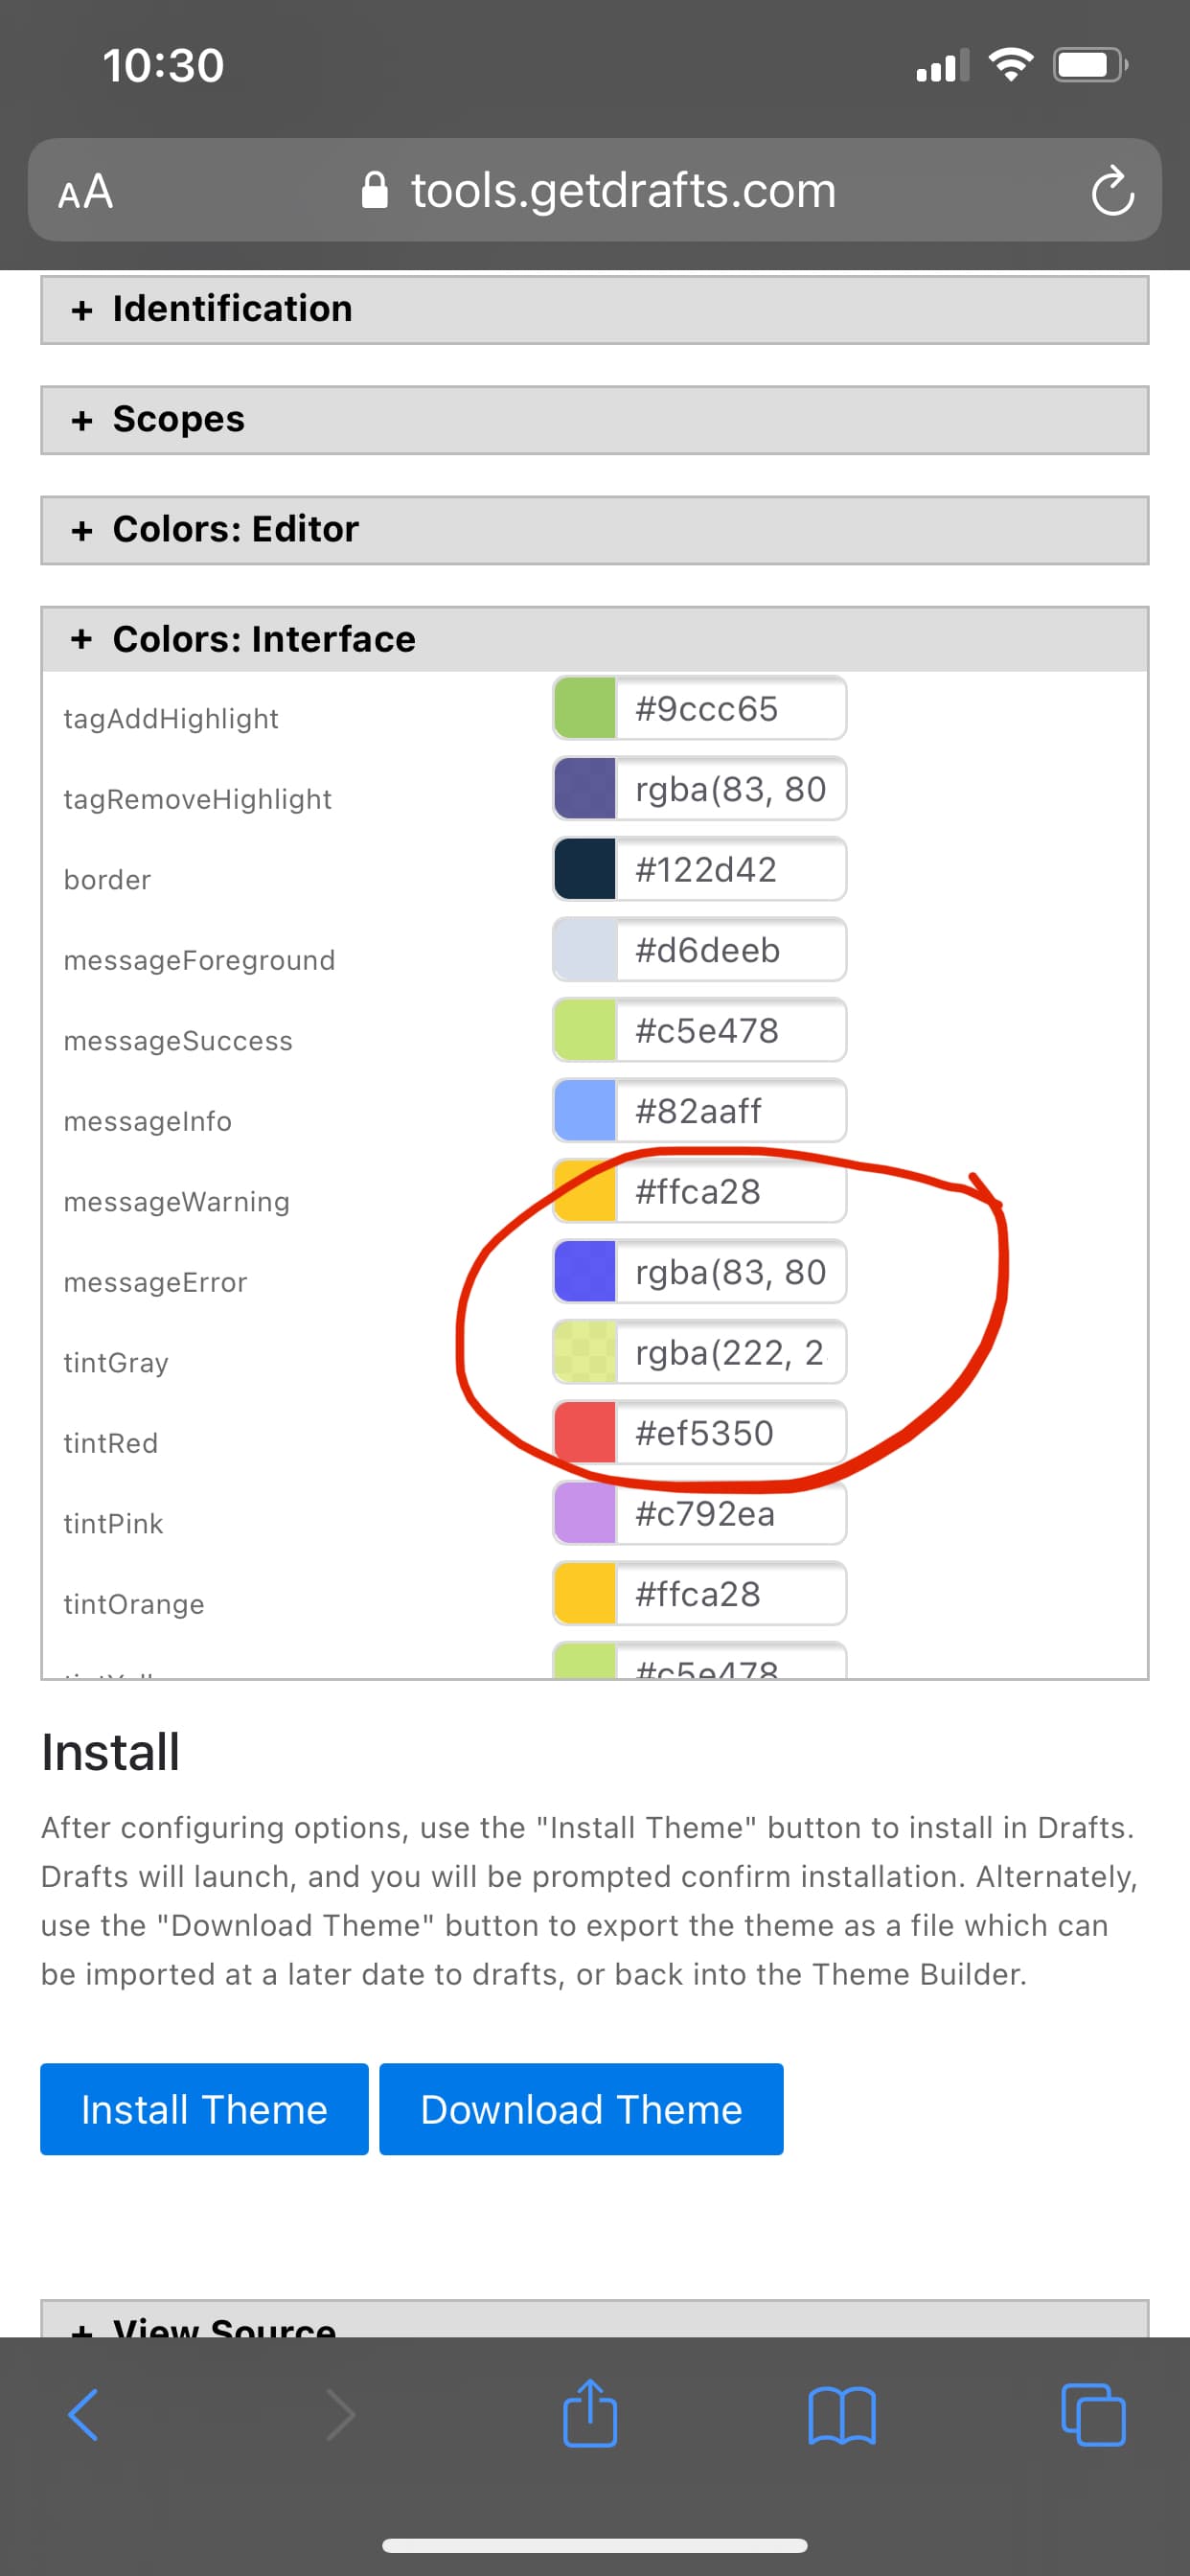 10:30
AA tools.getdrafts.com
+ Identification
+ Scopes
+ Colors: Editor
+ Colors: Interface
tagAddHighlight #9ccc65
tagRemoveHighlight rgba(83, 80
border #122d42
messageForeground #d6deeb
messageSuccess #c5e478
messageInfo #82aaff
messageWarning #ffca28
messageError rgba(83, 80
tintGray rgba(222, 2
tintRed #ef5350
tintPink #c792ea
tintOrange #ffca28
#c5e478
Install
After configuring options, use the "Install Theme" button to install in Drafts.
Drafts will launch, and you will be prompted confirm installation. Alternately,
use the "Download Theme" button to export the theme as a file which can
be imported at a later date to drafts, or back into the Theme Builder.
Install Theme Download Theme
+ View Source